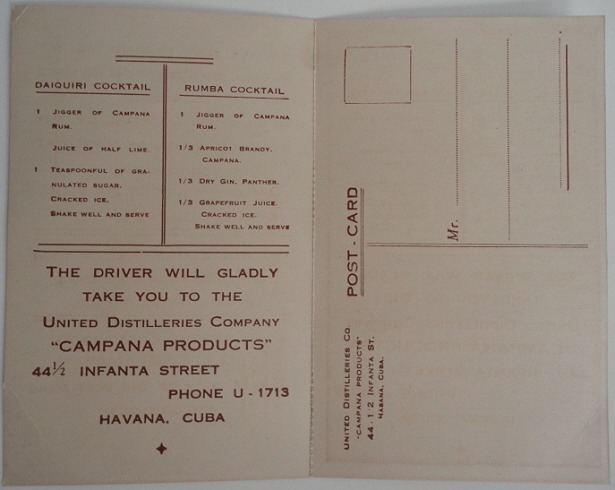 DAIQUIRI COCKTAIL
1 JIGGER OF CAMPANA
RUM.
JUICE OF HALF LIME.
1 TEASPOONFUL OF GRA-
NULATED SUGAR.
CRACKED ICE.
SHAKE WELL AND SERVE
RUMBA COCKTAIL
1 JIGGER OF CAMPANA
RUM.
1/3 APRICOT BRANDY.
CAMPANA.
1/3 DRY GIN, PANTHER.
1/3 GRAPEFRUIT JUICE.
CRACKED ICE.
SHAKE WELL AND SERVE
THE DRIVER WILL GLADLY
TAKE YOU TO THE
UNITED DISTILLERIES COMPANY
"CAMPANA PRODUCTS"
44½ INFANTA STREET
PHONE U - 1713
HAVANA, CUBA
POST - CARD
Mr.
UNITED DISTILLERIES CO.
"CAMPANA PRODUCTS"
44 - 1/2 INFANTA ST.
HABANA, CUBA.